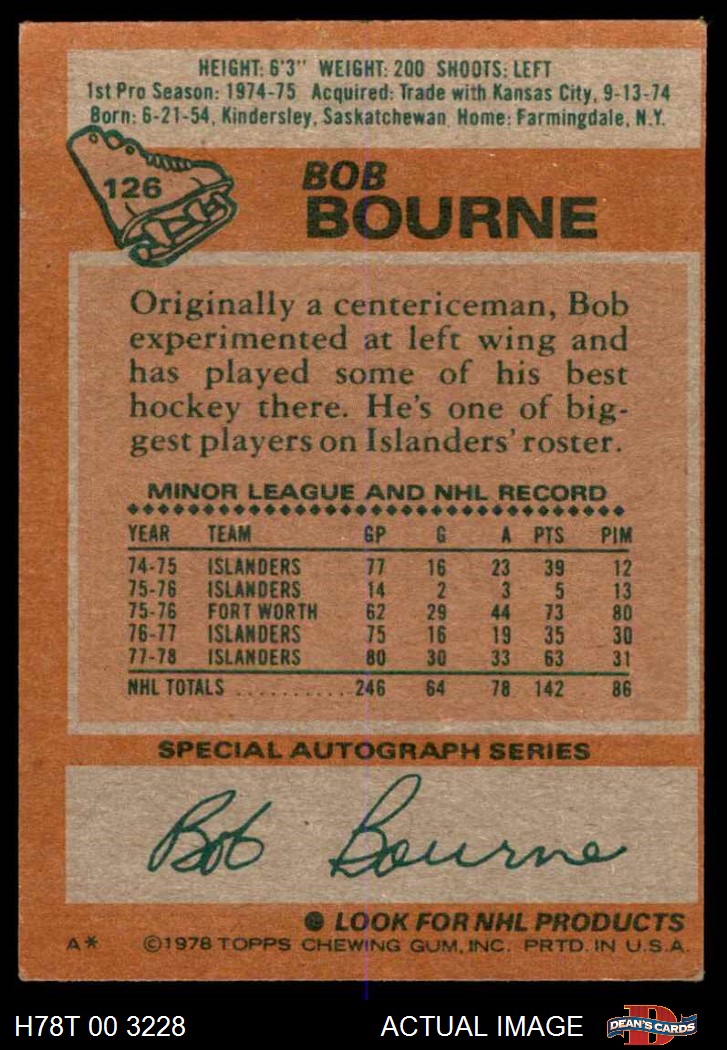 HEIGHT: 6'3" WEIGHT: 200 SHOOTS: LEFT
1st Pro Season: 1974-75 Acquired: Trade with Kansas City, 9-13-74
Born: 6-21-54, Kindersley, Saskatchewan Home: Farmingdale, N.Y.
126
BOB
BOURNE
Originally a centericeman, Bob
experimented at left wing and
has played some of his best
hockey there. He's one of big-
gest players on Islanders' roster.
MINOR LEAGUE AND NHL RECORD
YEAR TEAM GP G A PTS PIM
74-75 ISLANDERS 77 16 23 39 12
75-76 ISLANDERS 14 2 3 5 13
75-76 FORT WORTH 62 29 44 73 80
76-77 ISLANDERS 75 16 19 35 30
77-78 ISLANDERS 80 30 33 63 31
NHL TOTALS ........... 246 64 78 142 86
SPECIAL AUTOGRAPH SERIES
Bob Bourne
LOOK FOR NHL PRODUCTS
A* ©1978 TOPPS CHEWING GUM, INC. PRTD. IN U.S.A.
H78T 00 3228 ACTUAL IMAGE DEAN'S CARDS